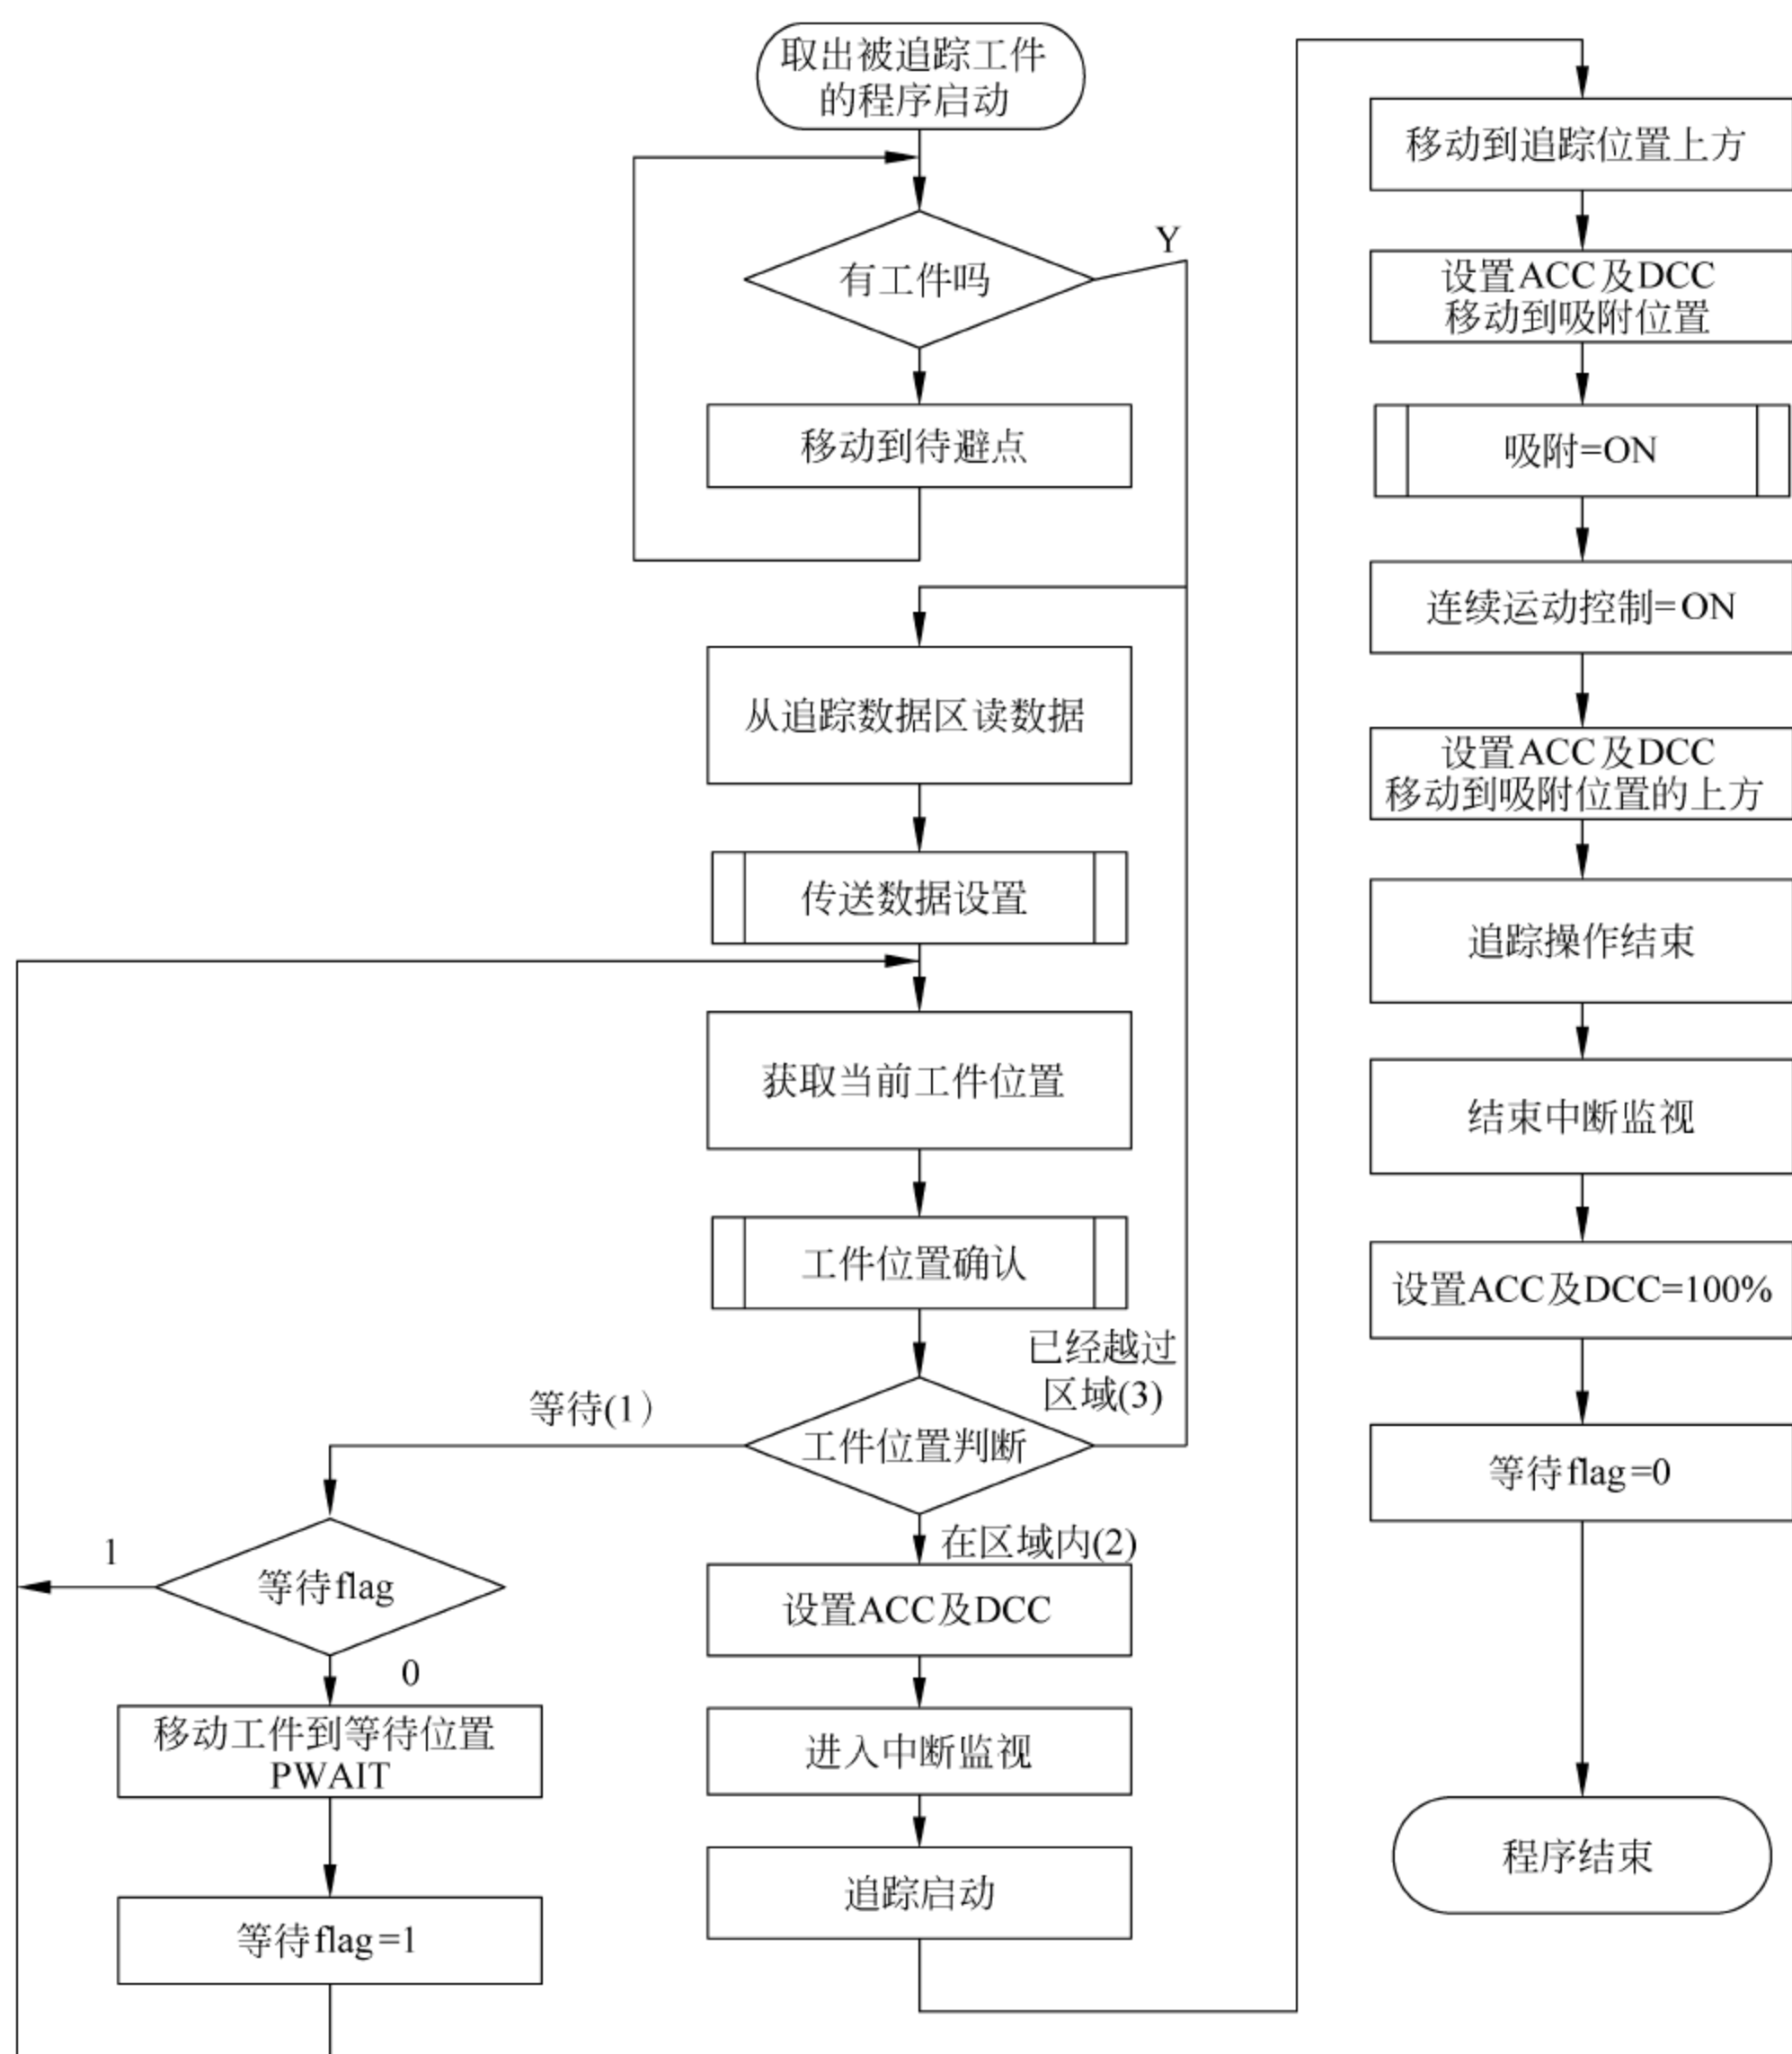 取出被追踪工件
的程序启动
有工件吗
Y
移动到待避点
从追踪数据区读数据
传送数据设置
获取当前工件位置
工件位置确认
已经越过
区域(3)
等待(1）
工件位置判断
在区域内(2)
1
等待flag
0
移动工件到等待位置
PWAIT
等待flag=1
设置ACC及DCC
进入中断监视
追踪启动
移动到追踪位置上方
设置ACC及DCC
移动到吸附位置
吸附=ON
连续运动控制=ON
设置ACC及DCC
移动到吸附位置的上方
追踪操作结束
结束中断监视
设置ACC及DCC=100%
等待flag=0
程序结束